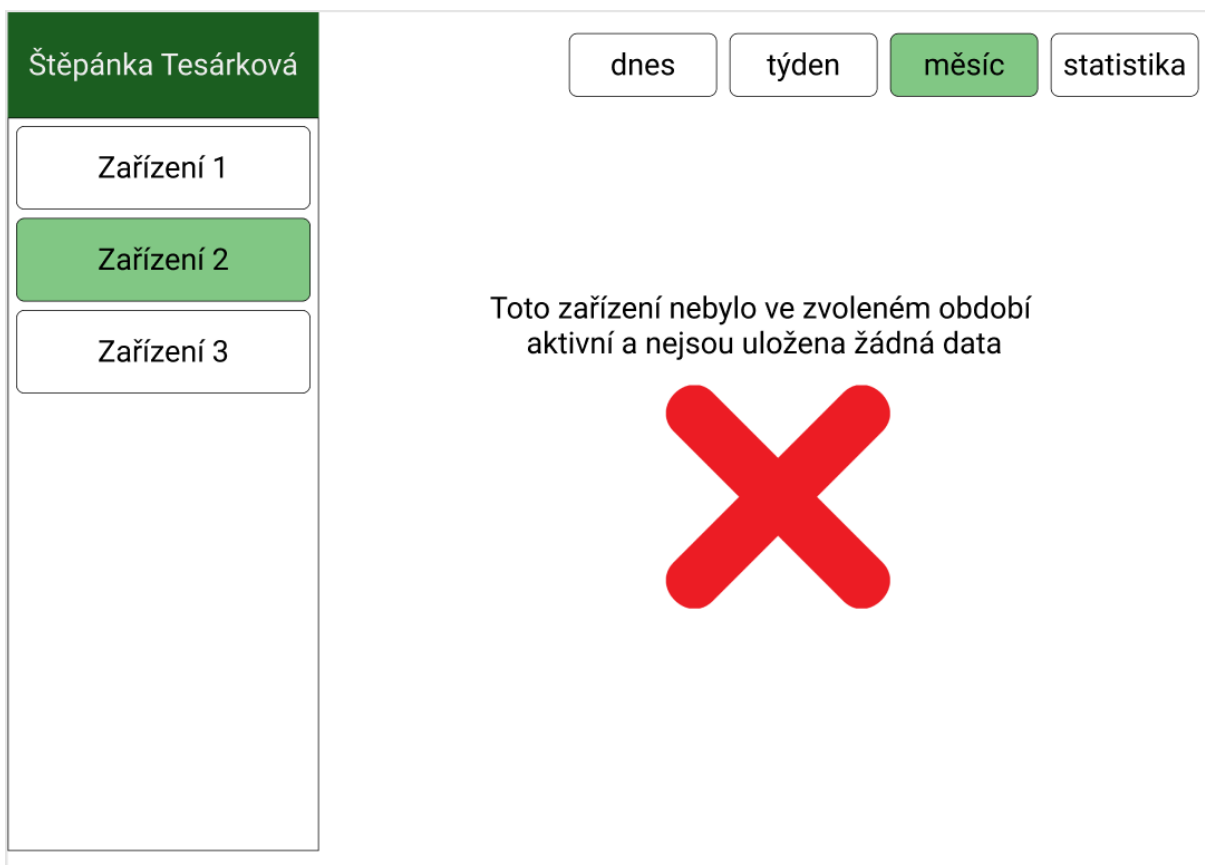 Štěpánka Tesárková
dnes
týden
měsíc
statistika
Zařízení 1
Zařízení 2
Zařízení 3
Toto zařízení nebylo ve zvoleném období
aktivní a nejsou uložena žádná data